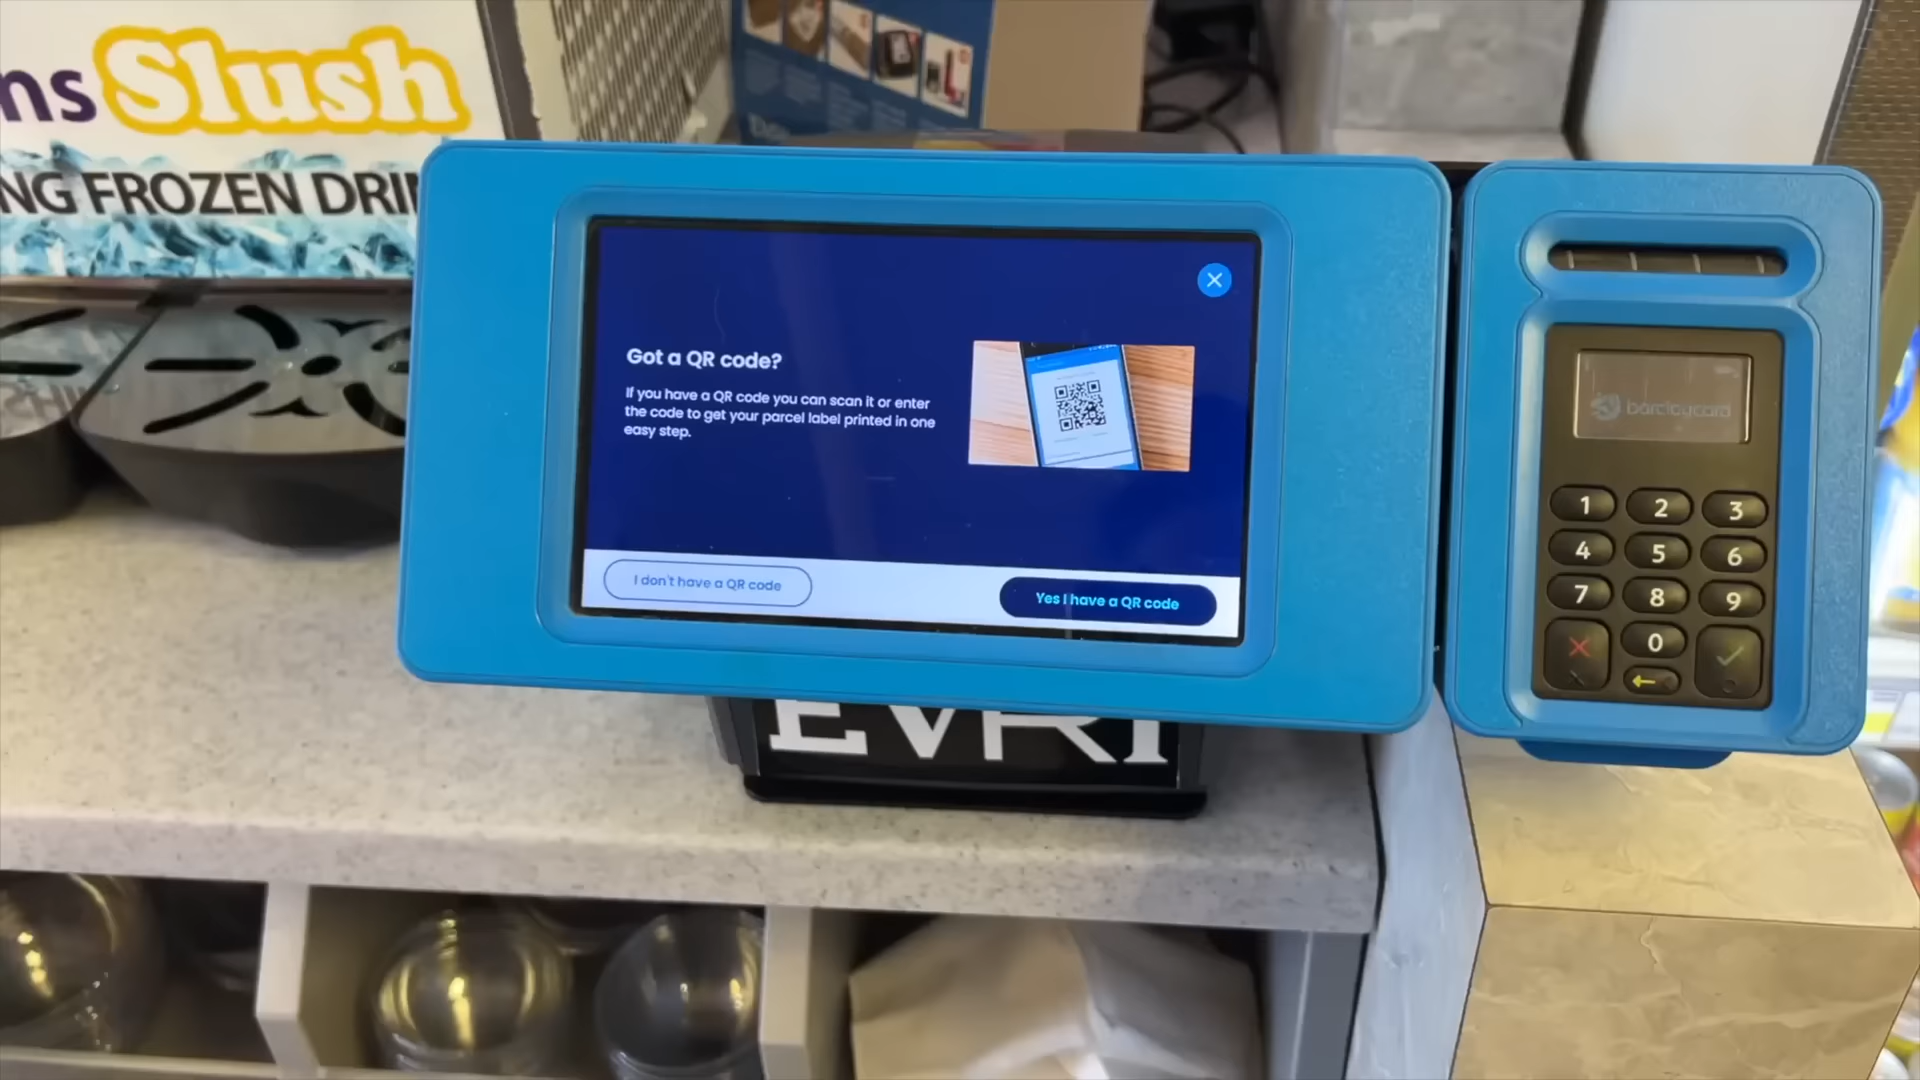 ns Slush
NG FROZEN DRI
Got a QR code?
If you have a QR code you can scan it or enter
the code to get your parcel label printed in one
easy step.
I don't have a QR code
Yes I have a QR code
barclaycard
1 2 3
4 5 6
7 8 9
0
EVRI